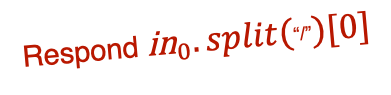 Respond in₀.split(“/”)[0]